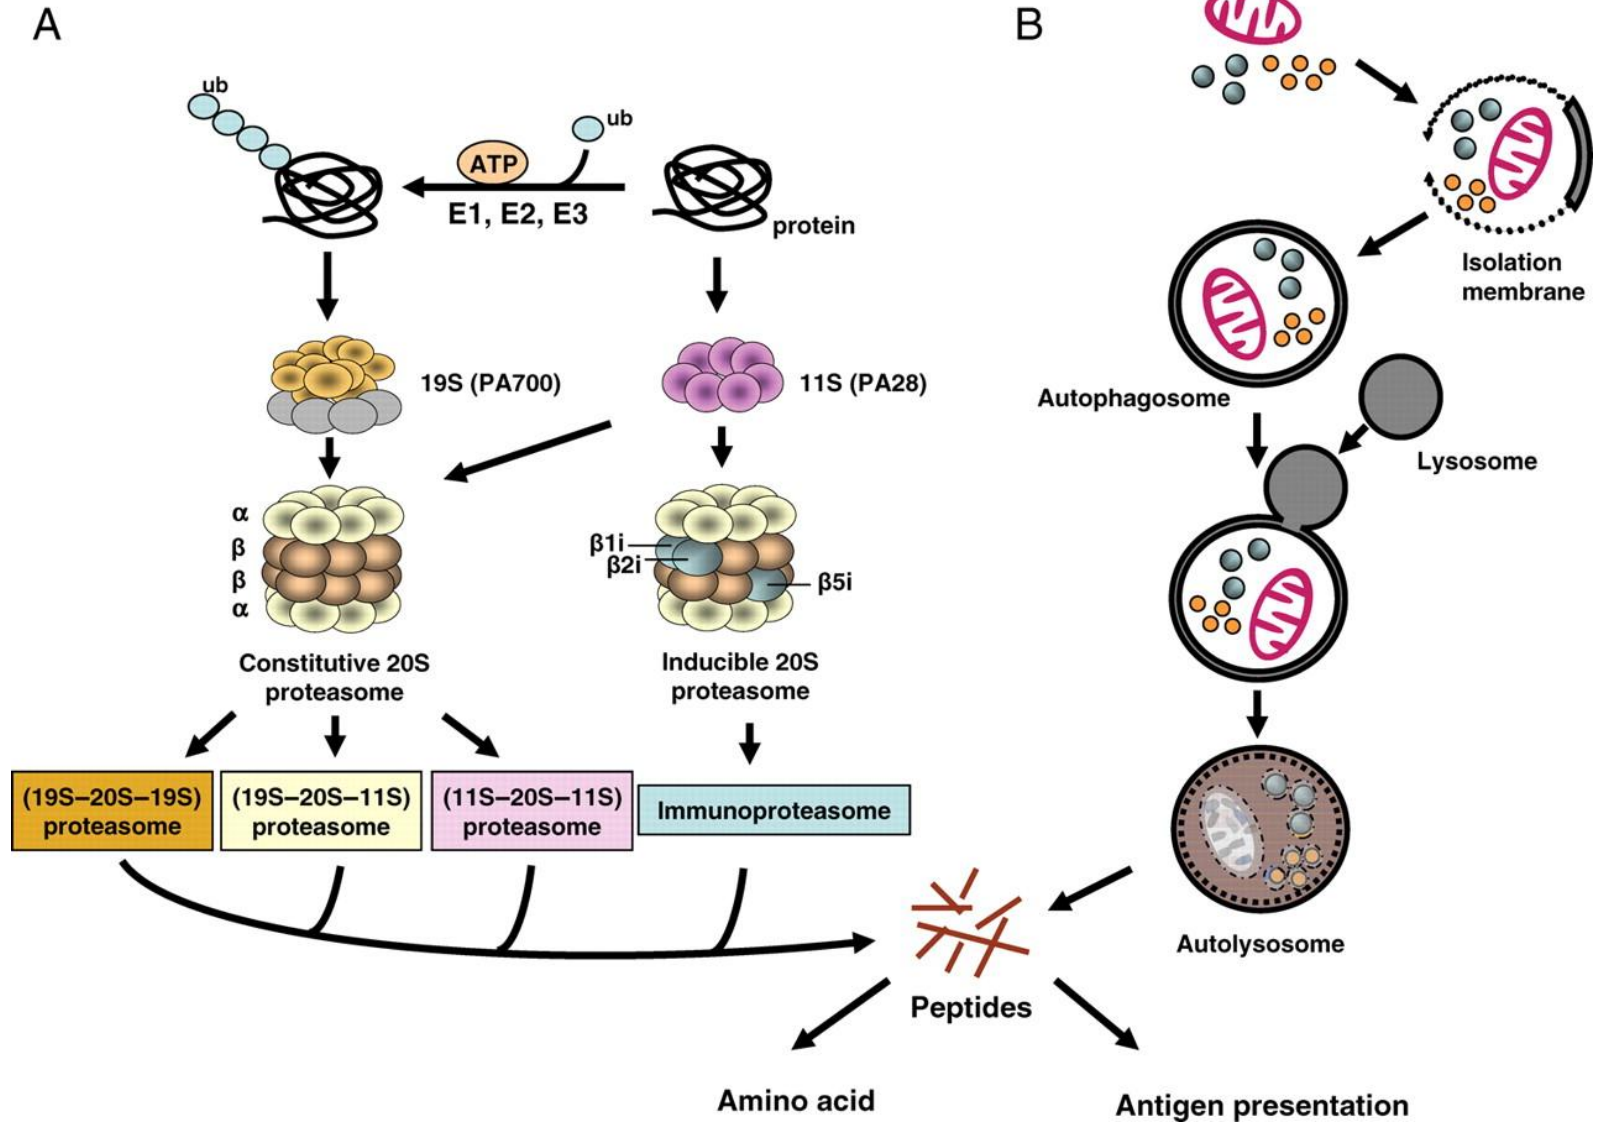 A
B
ub
ub
ATP
E1, E2, E3
protein
Isolation
membrane
19S (PA700)
11S (PA28)
Autophagosome
Lysosome
α
β
β
α
β1i
β2i
β5i
Constitutive 20S
proteasome
Inducible 20S
proteasome
(19S–20S–19S)
proteasome
(19S–20S–11S)
proteasome
(11S–20S–11S)
proteasome
Immunoproteasome
Autolysosome
Peptides
Amino acid
Antigen presentation